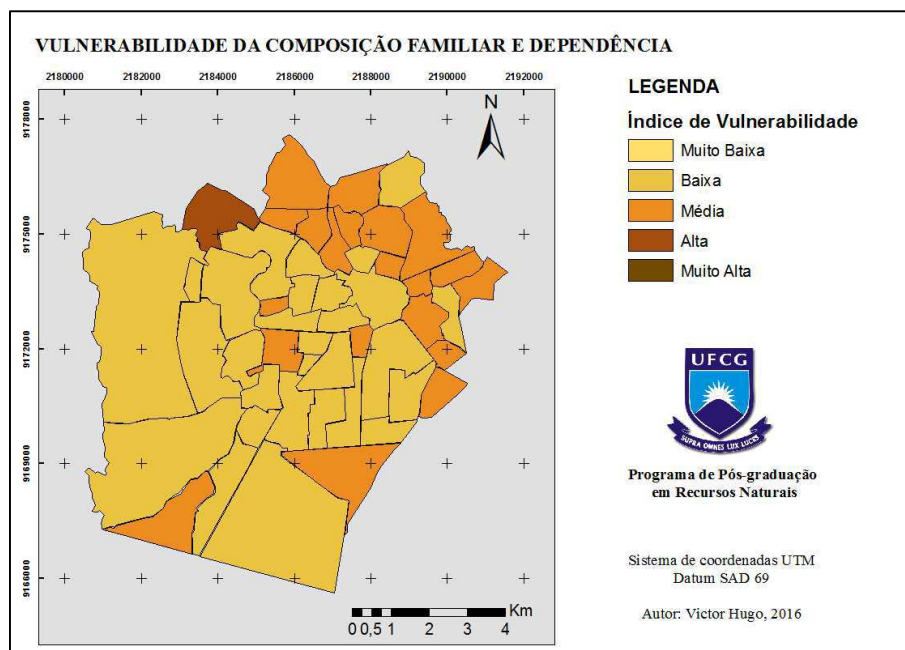 VULNERABILIDADE DA COMPOSIÇÃO FAMILIAR E DEPENDÊNCIA
2180000 2182000 2184000 2186000 2188000 2190000 2192000
9178000
9175000
9172000
9169000
9166000
N
Km
0 0,5 1 2 3 4
LEGENDA
Índice de Vulnerabilidade
Muito Baixa
Baixa
Média
Alta
Muito Alta
UFCG
SUPRA OMNES LUX LUCES
Programa de Pós-graduação
em Recursos Naturais
Sistema de coordenadas UTM
Datum SAD 69
Autor: Victor Hugo, 2016